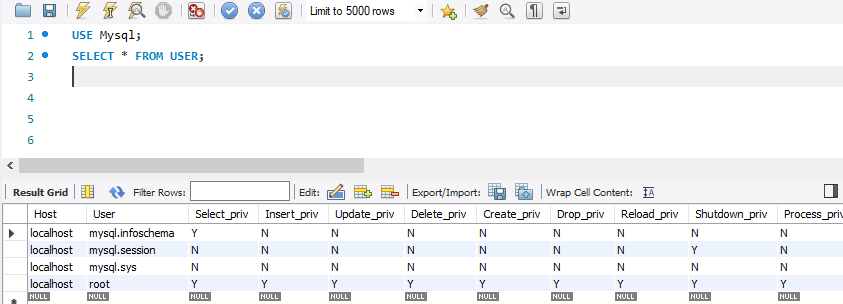 Limit to 5000 rows
1 USE Mysql;
2 SELECT * FROM USER;
3
4
5
6
Result Grid Filter Rows: Edit: Export/Import: Wrap Cell Content: IA
Host User Select_priv Insert_priv Update_priv Delete_priv Create_priv Drop_priv Reload_priv Shutdown_priv Process_priv
localhost mysql.infoschema Y N N N N N N N N
localhost mysql.session N N N N N N N Y N
localhost mysql.sys N N N N N N N N N
localhost root Y Y Y Y Y Y Y Y Y
NULL NULL NULL NULL NULL NULL NULL NULL NULL NULL NULL